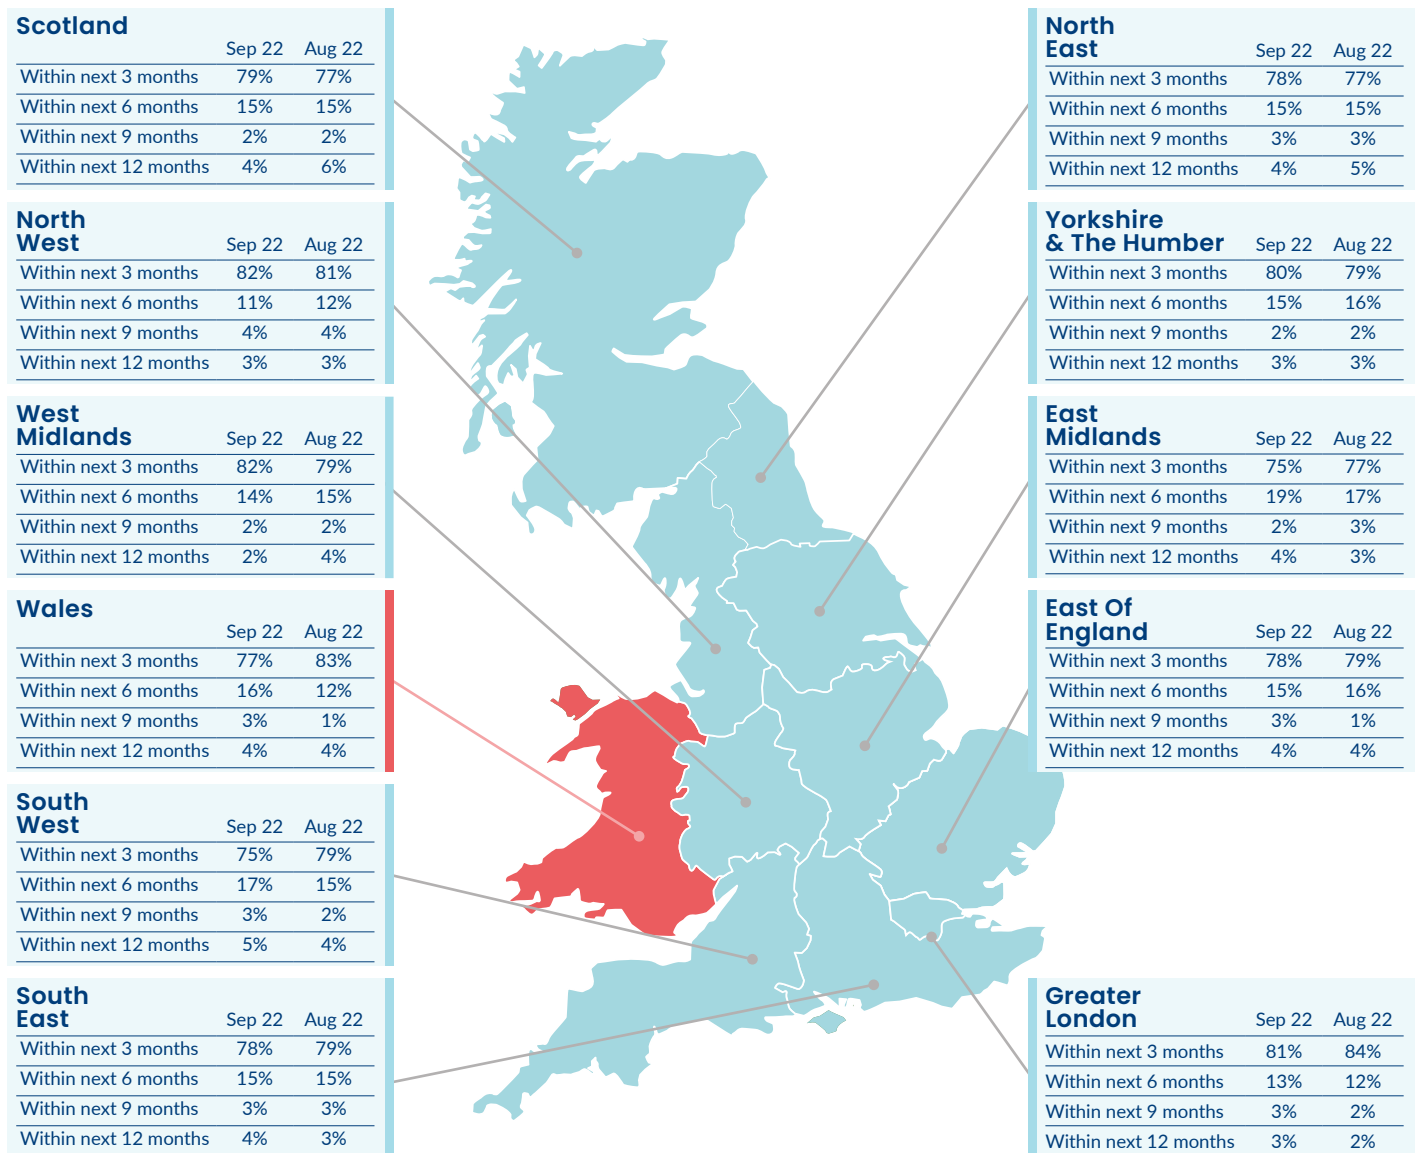 Scotland
Sep 22 Aug 22
Within next 3 months 79% 77%
Within next 6 months 15% 15%
Within next 9 months 2% 2%
Within next 12 months 4% 6%
North
West Sep 22 Aug 22
Within next 3 months 82% 81%
Within next 6 months 11% 12%
Within next 9 months 4% 4%
Within next 12 months 3% 3%
West
Midlands Sep 22 Aug 22
Within next 3 months 82% 79%
Within next 6 months 14% 15%
Within next 9 months 2% 2%
Within next 12 months 2% 4%
Wales
Sep 22 Aug 22
Within next 3 months 77% 83%
Within next 6 months 16% 12%
Within next 9 months 3% 1%
Within next 12 months 4% 4%
South
West Sep 22 Aug 22
Within next 3 months 75% 79%
Within next 6 months 17% 15%
Within next 9 months 3% 2%
Within next 12 months 5% 4%
South
East Sep 22 Aug 22
Within next 3 months 78% 79%
Within next 6 months 15% 15%
Within next 9 months 3% 3%
Within next 12 months 4% 3%
North
East Sep 22 Aug 22
Within next 3 months 78% 77%
Within next 6 months 15% 15%
Within next 9 months 3% 3%
Within next 12 months 4% 5%
Yorkshire
& The Humber Sep 22 Aug 22
Within next 3 months 80% 79%
Within next 6 months 15% 16%
Within next 9 months 2% 2%
Within next 12 months 3% 3%
East
Midlands Sep 22 Aug 22
Within next 3 months 75% 77%
Within next 6 months 19% 17%
Within next 9 months 2% 3%
Within next 12 months 4% 3%
East Of
England Sep 22 Aug 22
Within next 3 months 78% 79%
Within next 6 months 15% 16%
Within next 9 months 3% 1%
Within next 12 months 4% 4%
Greater
London Sep 22 Aug 22
Within next 3 months 81% 84%
Within next 6 months 13% 12%
Within next 9 months 3% 2%
Within next 12 months 3% 2%